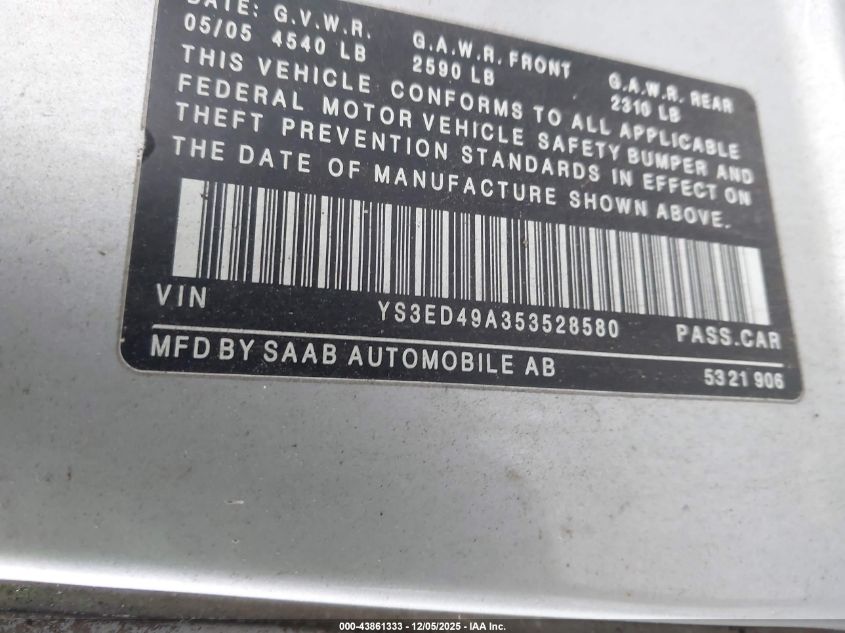 DATE: G.V.W.R.
05/05 4540 LB
G.A.W.R. FRONT
2590 LB
G.A.W.R. REAR
2310 LB
THIS VEHICLE CONFORMS TO ALL APPLICABLE
FEDERAL MOTOR VEHICLE SAFETY BUMPER AND
THEFT PREVENTION STANDARDS IN EFFECT ON
THE DATE OF MANUFACTURE SHOWN ABOVE.
VIN YS3ED49A353528580 PASS.CAR
MFD BY SAAB AUTOMOBILE AB 5321 906
000-43861333 - 12/05/2025 - IAA Inc.